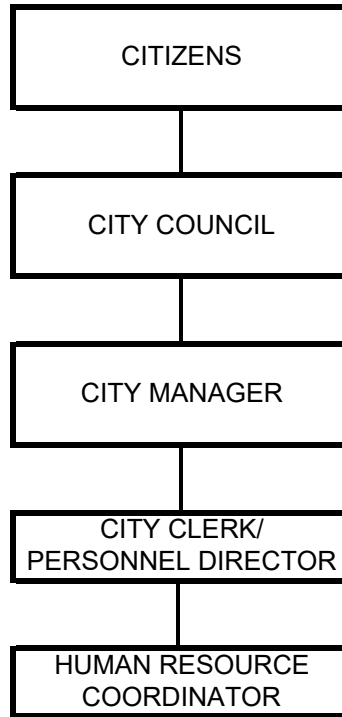 CITIZENS
CITY COUNCIL
CITY MANAGER
CITY CLERK/
PERSONNEL DIRECTOR
HUMAN RESOURCE
COORDINATOR